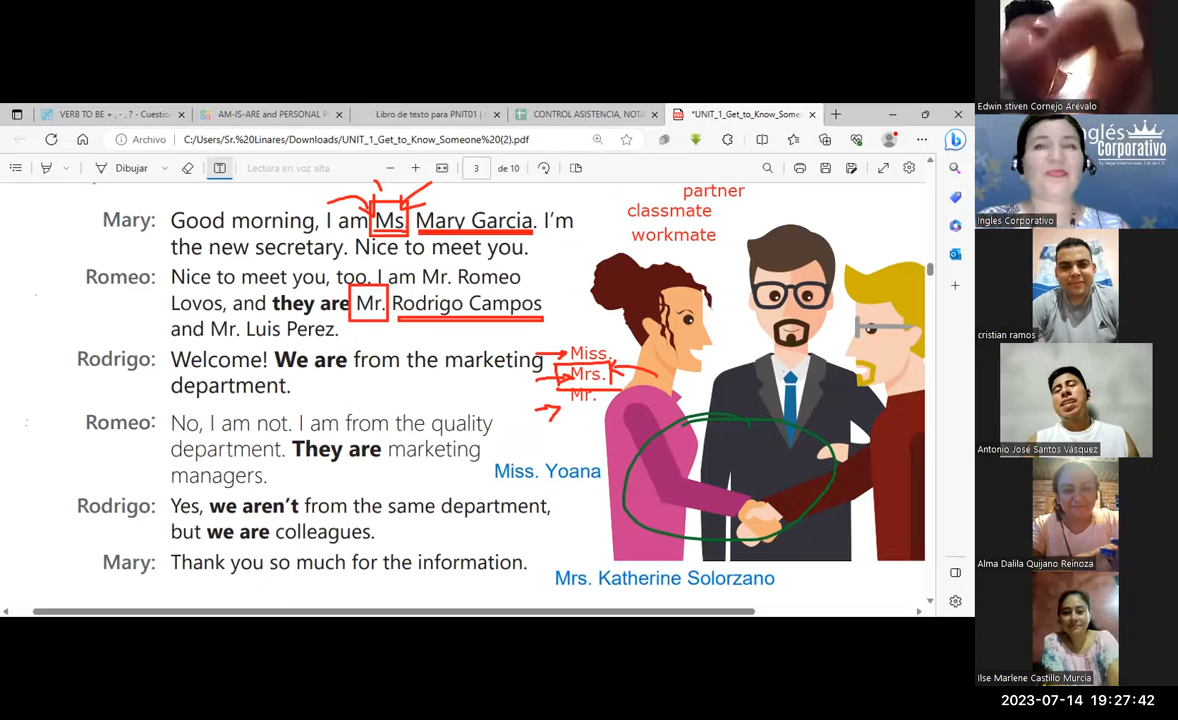 Edwin stiven Cornejo Arévalo
VERB TO BE + , - , ? - Cuestion
AM-IS-ARE and PERSONAL P
Libro de texto para PNIT01 |
CONTROL ASISTENCIA, NOTA
*UNIT_1_Get_to_Know_Someone
Archivo
C:/Users/Sr.%20Linares/Downloads/UNIT_1_Get_to_Know_Someone%20(2).pdf
Dibujar
Lectura en voz alta
3
de 10
Inglés
Corporativo
Ingles Corporativo
partner
classmate
workmate
Mary: Good morning, I am Ms. Mary Garcia. I'm
the new secretary. Nice to meet you.
Romeo: Nice to meet you, too. I am Mr. Romeo
Lovos, and they are Mr. Rodrigo Campos
and Mr. Luis Perez.
Rodrigo: Welcome! We are from the marketing
department.
Miss.
Mrs.
Mr.
Romeo: No, I am not. I am from the quality
department. They are marketing
managers.
Miss. Yoana
Rodrigo: Yes, we aren't from the same department,
but we are colleagues.
Mary: Thank you so much for the information.
Mrs. Katherine Solorzano
cristian ramos
Antonio José Santos Vásquez
Alma Dalila Quijano Reinoza
Ilse Marlene Castillo Murcia
2023-07-14 19:27:42